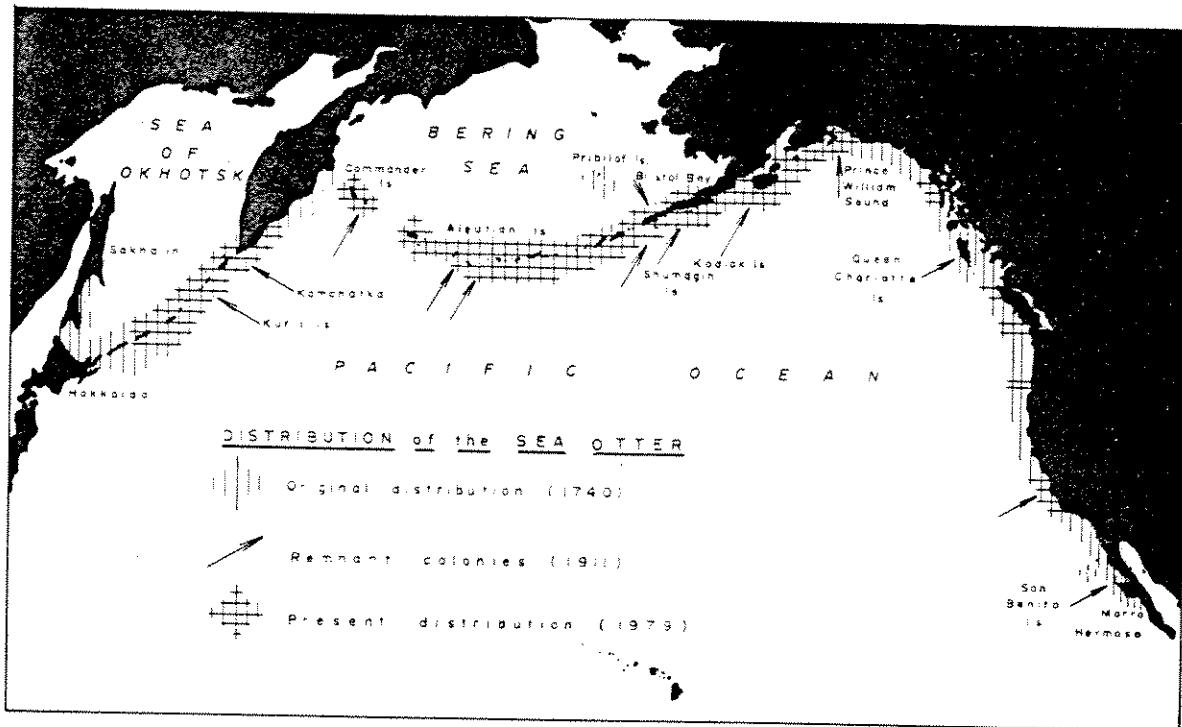 SEA
OF
OKHOTSK
BERING
SEA
Commander
Is
Pribilof Is.
Bristol Bay
Prince
William
Sound
Sakhalin
Aleutian Is
Kodiak Is
Shumagin
Is
Queen
Charlotte
Is
Kamchatka
Kuril Is
PACIFIC OCEAN
Hokkaido
DISTRIBUTION of the SEA OTTER
Original distribution (1740)
Remnant colonies (1911)
Present distribution (1979)
San
Benito
Is
Morro
Hermoso